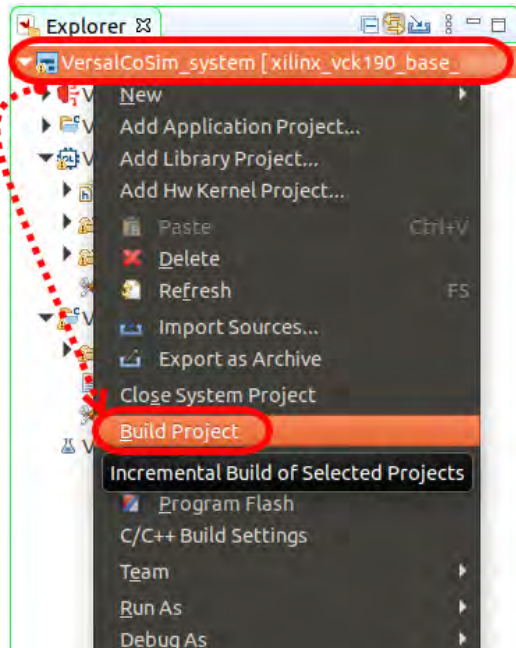 Explorer
VersalCoSim_system [ xilinx_vck190_base_
V
New
V
Add Application Project...
V
Add Library Project...
Add Hw Kernel Project...
Paste Ctrl+V
Delete
Refresh F5
V
Import Sources...
Export as Archive
Close System Project
Build Project
V
Incremental Build of Selected Projects
Program Flash
C/C++ Build Settings
Team
Run As
Debug As